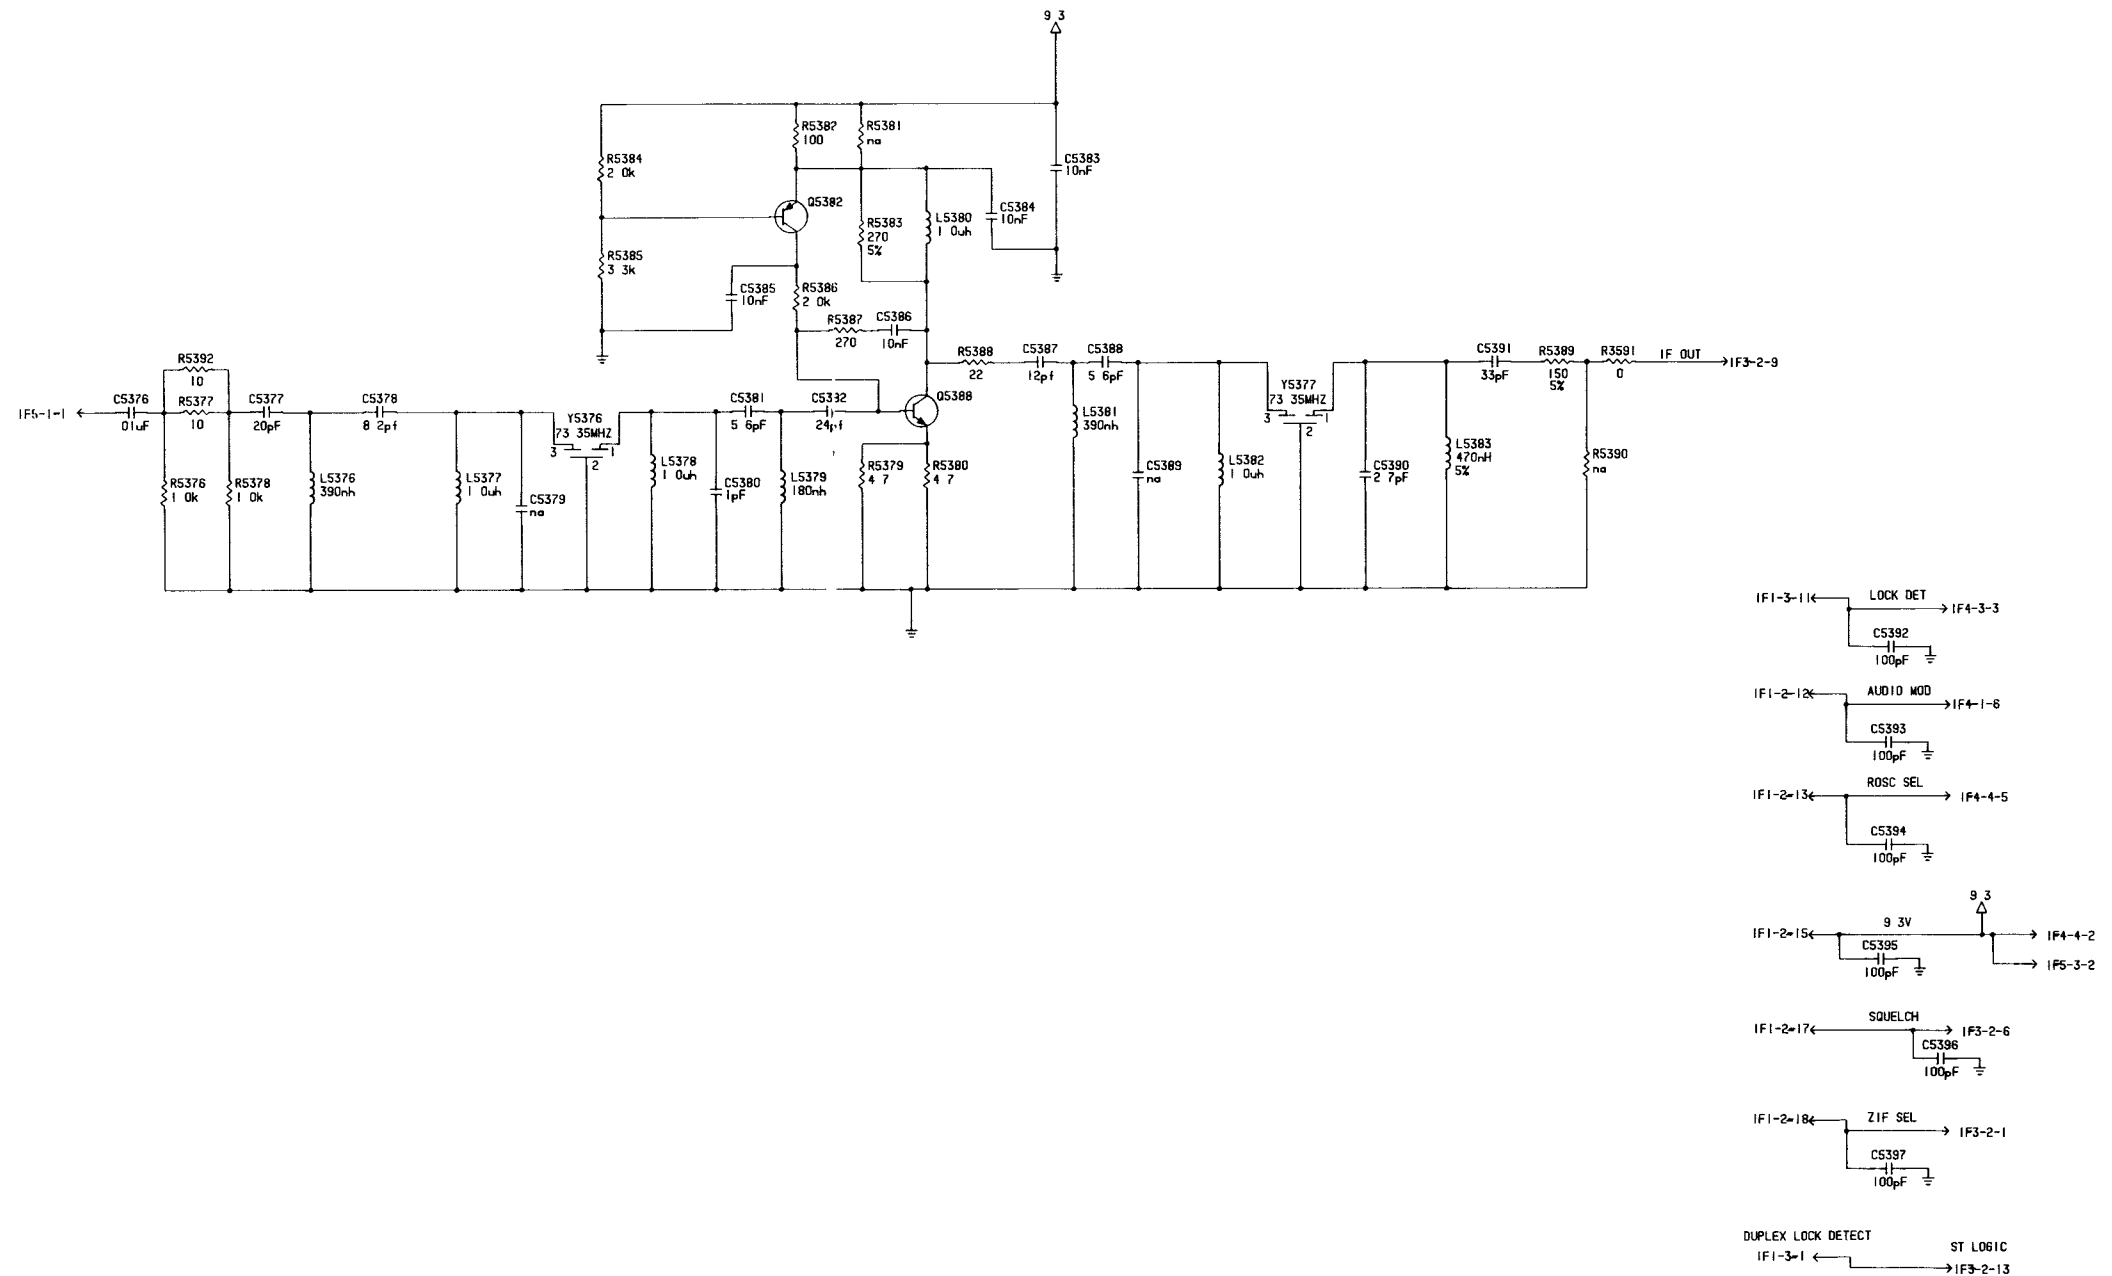 9 3
R5382
100
R5381
na
R5384
2 0k
C5383
10nF
Q5382
C5384
10nF
R5383
270
5%
L5380
1 0uh
R5385
3 3k
C5385
10nF
R5386
2 0k
R5387
270
C5386
10nF
R5392
10
R5388
22
C5387
12pf
C5388
5 6pF
C5391
33pF
R5389
150
5%
R3591
0
IF OUT
IF3-2-9
IF5-1-1
C5376
01uF
R5377
10
C5377
20pF
C5378
8 2pf
Y5376
73 35MHZ
3
2
1
C5381
5 6pF
C5332
24pf
Q5388
L5381
390nh
Y5377
73 35MHZ
3
2
1
R5376
1 0k
R5378
1 0k
L5376
390nh
L5377
1 0uh
C5379
na
L5378
1 0uh
C5380
1pF
L5379
180nh
R5379
4 7
R5380
4 7
C5389
na
L5382
1 0uh
C5390
2 7pF
L5383
470nH
5%
R5390
na
IF1-3-11
LOCK DET
IF4-3-3
C5392
100pF
IF1-2-12
AUDIO MOD
IF4-1-6
C5393
100pF
IF1-2-13
ROSC SEL
IF4-4-5
C5394
100pF
9 3
IF1-2-15
9 3V
IF4-4-2
C5395
100pF
IF5-3-2
IF1-2-17
SQUELCH
IF3-2-6
C5396
100pF
IF1-2-18
ZIF SEL
IF3-2-1
C5397
100pF
DUPLEX LOCK DETECT
IF1-3-1
ST LOGIC
IF3-2-13